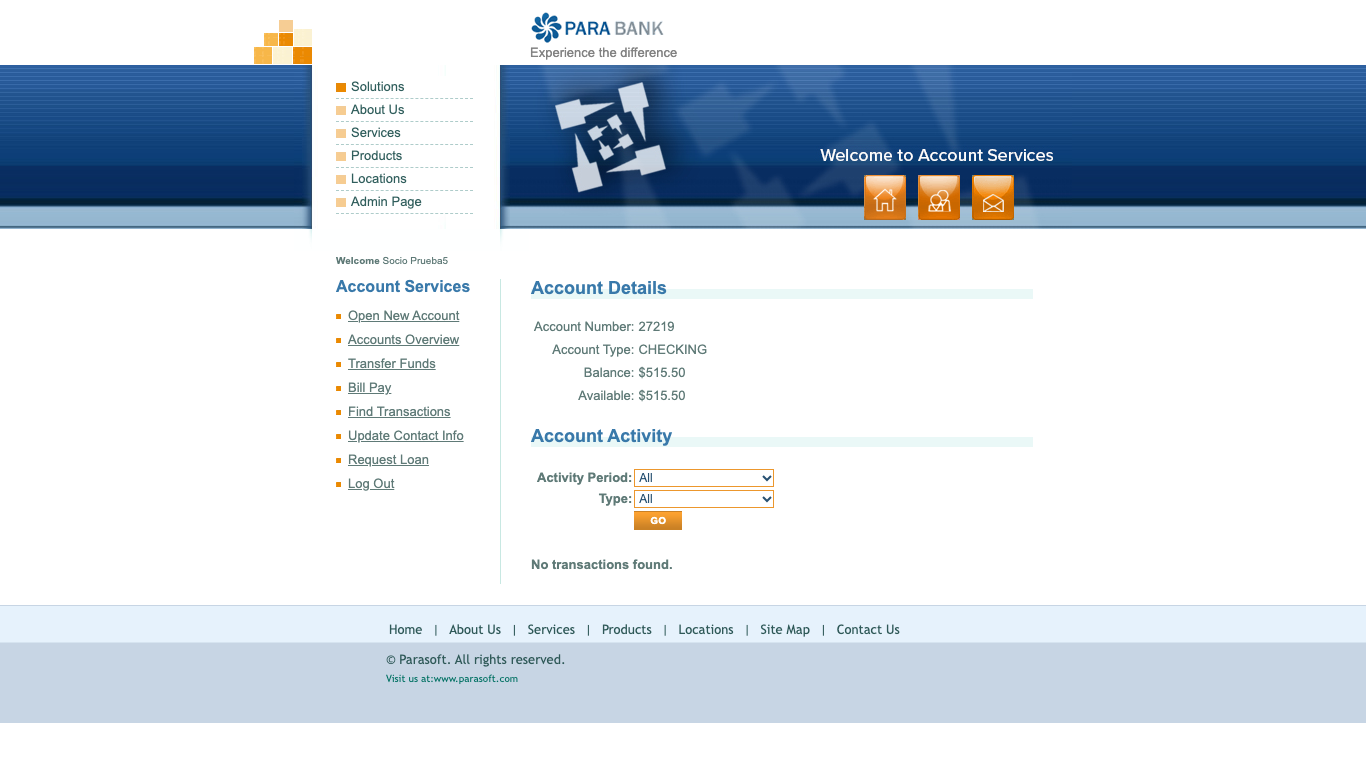 PARA BANK
Experience the difference
Solutions
About Us
Services
Products
Locations
Admin Page
Welcome to Account Services
Welcome Socio Prueba5
Account Services
Open New Account
Accounts Overview
Transfer Funds
Bill Pay
Find Transactions
Update Contact Info
Request Loan
Log Out
Account Details
Account Number: 27219
Account Type: CHECKING
Balance: $515.50
Available: $515.50
Account Activity
Activity Period: All
Type: All
GO
No transactions found.
Home | About Us | Services | Products | Locations | Site Map | Contact Us
© Parasoft. All rights reserved.
Visit us at:www.parasoft.com